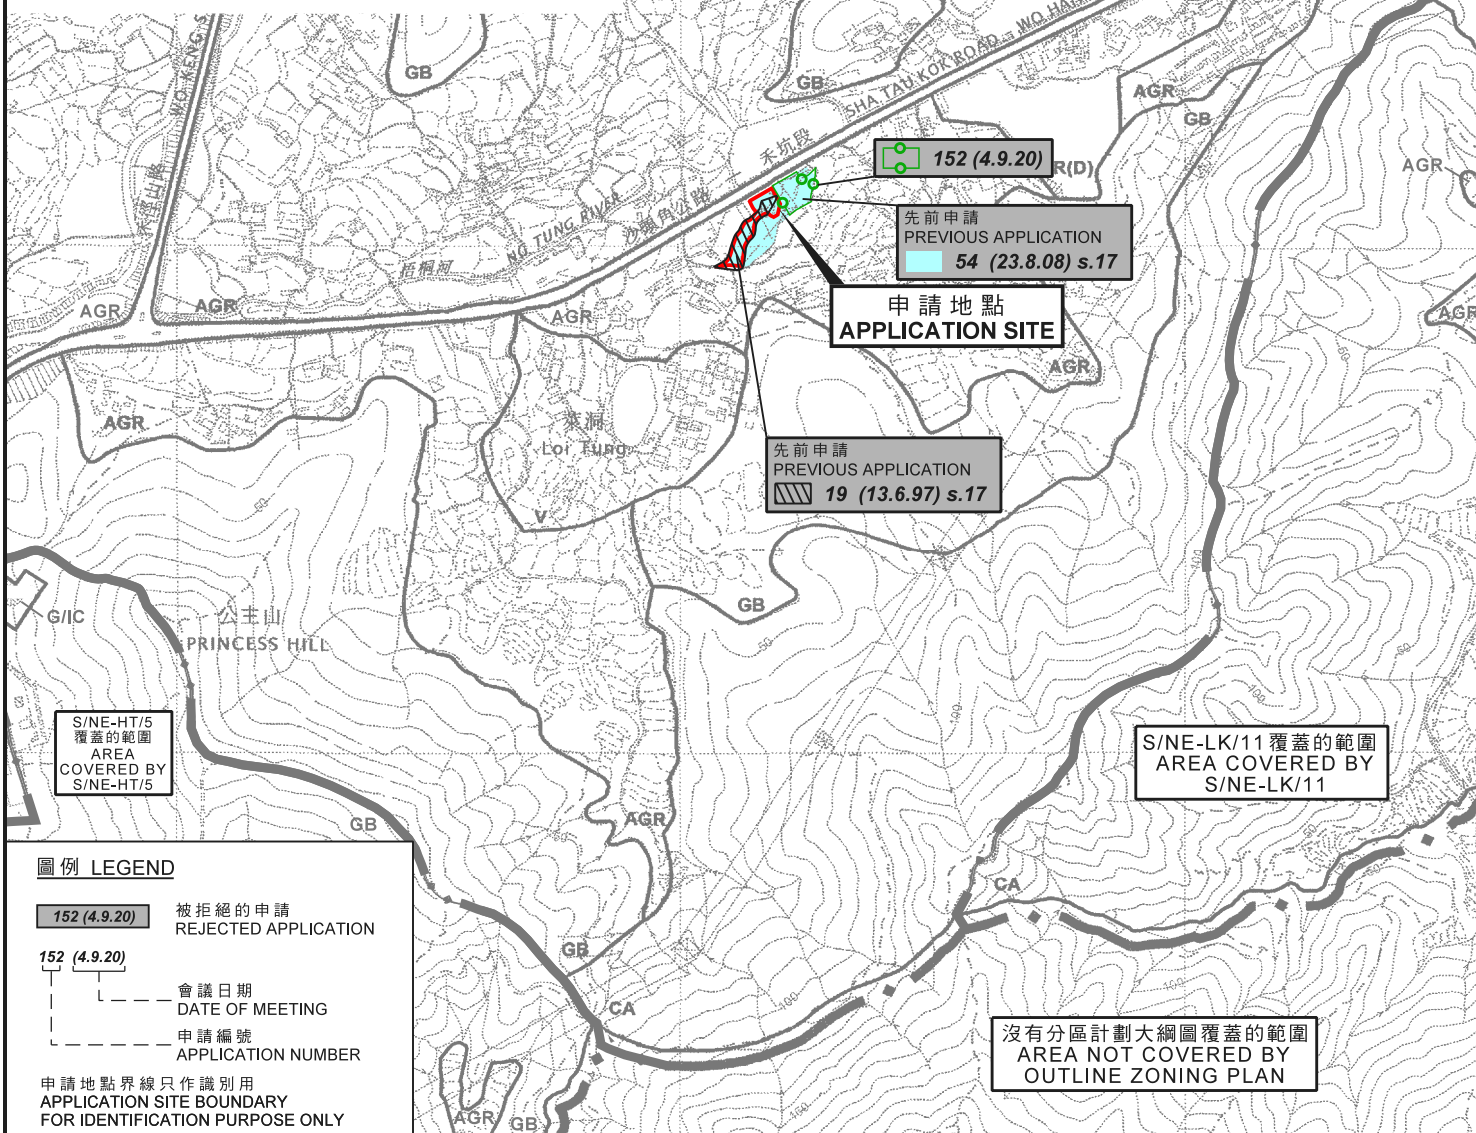 GB
WO KENG S
禾徑山路
GB
SHA TAU KOK ROAD
WO HA
禾坑段
AGR
GB
AGR
152 (4.9.20)
R(D)
先前申請
PREVIOUS APPLICATION
54 (23.8.08) s.17
沙頭角公路
NG TUNG RIVER
梧桐河
申請地點
APPLICATION SITE
AGR
AGR
AGR
AGR
AGR
AGR
萊洞
Loi Tung
先前申請
PREVIOUS APPLICATION
19 (13.6.97) s.17
V
GB
G/IC
公主山
PRINCESS HILL
S/NE-HT/5
覆蓋的範圍
AREA
COVERED BY
S/NE-HT/5
S/NE-LK/11 覆蓋的範圍
AREA COVERED BY
S/NE-LK/11
GB
AGR
CA
GB
CA
圖例 LEGEND
152 (4.9.20)
被拒絕的申請
REJECTED APPLICATION
152 (4.9.20)
會議日期
DATE OF MEETING
申請編號
APPLICATION NUMBER
申請地點界線只作識別用
APPLICATION SITE BOUNDARY
FOR IDENTIFICATION PURPOSE ONLY
沒有分區計劃大綱圖覆蓋的範圍
AREA NOT COVERED BY
OUTLINE ZONING PLAN
AGR
GB